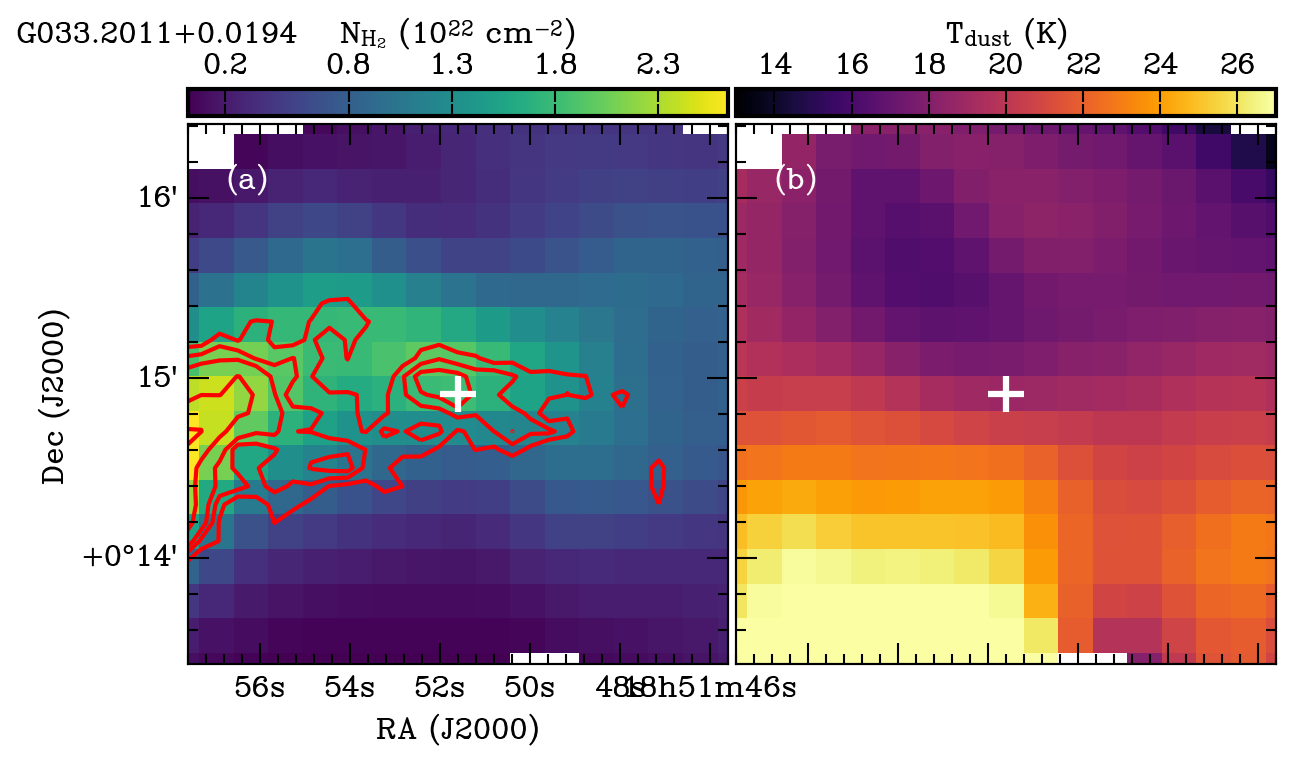 G033.2011+0.0194 N_H₂ (10²² cm⁻²) T_dust (K)
0.2 0.8 1.3 1.8 2.3 14 16 18 20 22 24 26
(a) (b)
16'
15'
+0°14'
Dec (J2000)
56s 54s 52s 50s 48s 18h51m46s
RA (J2000)